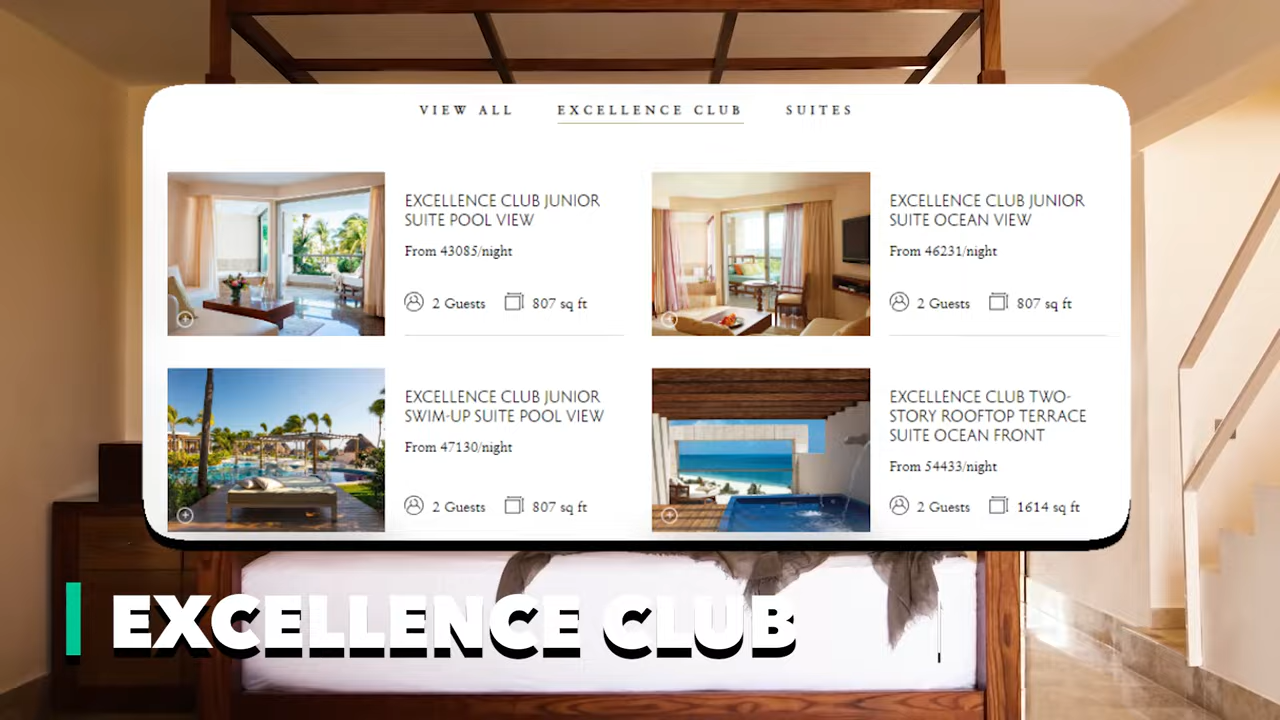 VIEW ALL
EXCELLENCE CLUB
SUITES
EXCELLENCE CLUB JUNIOR
SUITE POOL VIEW
From 43085/night
2 Guests
807 sq ft
EXCELLENCE CLUB JUNIOR
SUITE OCEAN VIEW
From 46231/night
2 Guests
807 sq ft
EXCELLENCE CLUB JUNIOR
SWIM-UP SUITE POOL VIEW
From 47130/night
2 Guests
807 sq ft
EXCELLENCE CLUB TWO-
STORY ROOFTOP TERRACE
SUITE OCEAN FRONT
From 54433/night
2 Guests
1614 sq ft
EXCELLENCE CLUB